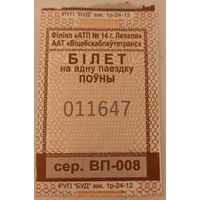 РУП "БУД" зак. 1р-24-12
Філіял «АТП № 14 г. Лепеля»
ААТ «Віцебскаблаўтатранс»
БІЛЕТ
на адну паездку
ПОЎНЫ
011647
сер. ВП-008
РУП "БУД" зак. 1р-24-12